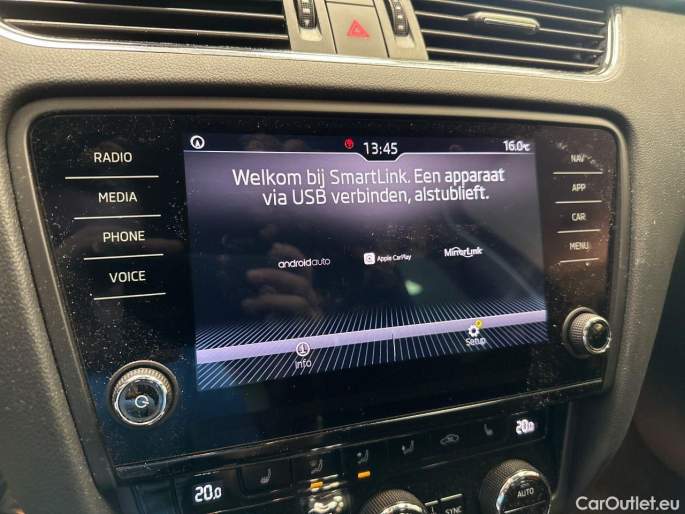 13:45
16.0°C
Welkom bij SmartLink. Een apparaat
via USB verbinden, alstublieft.
androidauto
Apple CarPlay
MirrorLink
Info
Setup
RADIO
MEDIA
PHONE
VOICE
NAV
APP
CAR
MENU
20.0
20.0
SYNC
AUTO
CarOutlet.eu